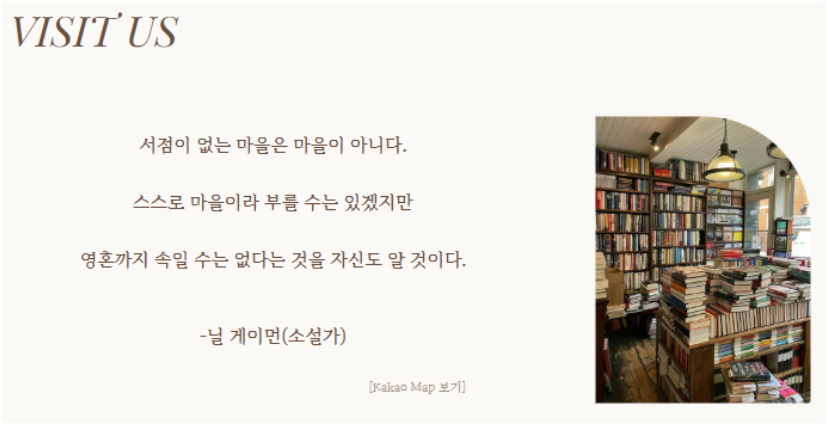 VISIT US
서점이 없는 마을은 마을이 아니다.
스스로 마을이라 부를 수는 있겠지만
영혼까지 속일 수는 없다는 것을 자신도 알 것이다.
-닐 게이먼(소설가)
[Kakao Map 보기]